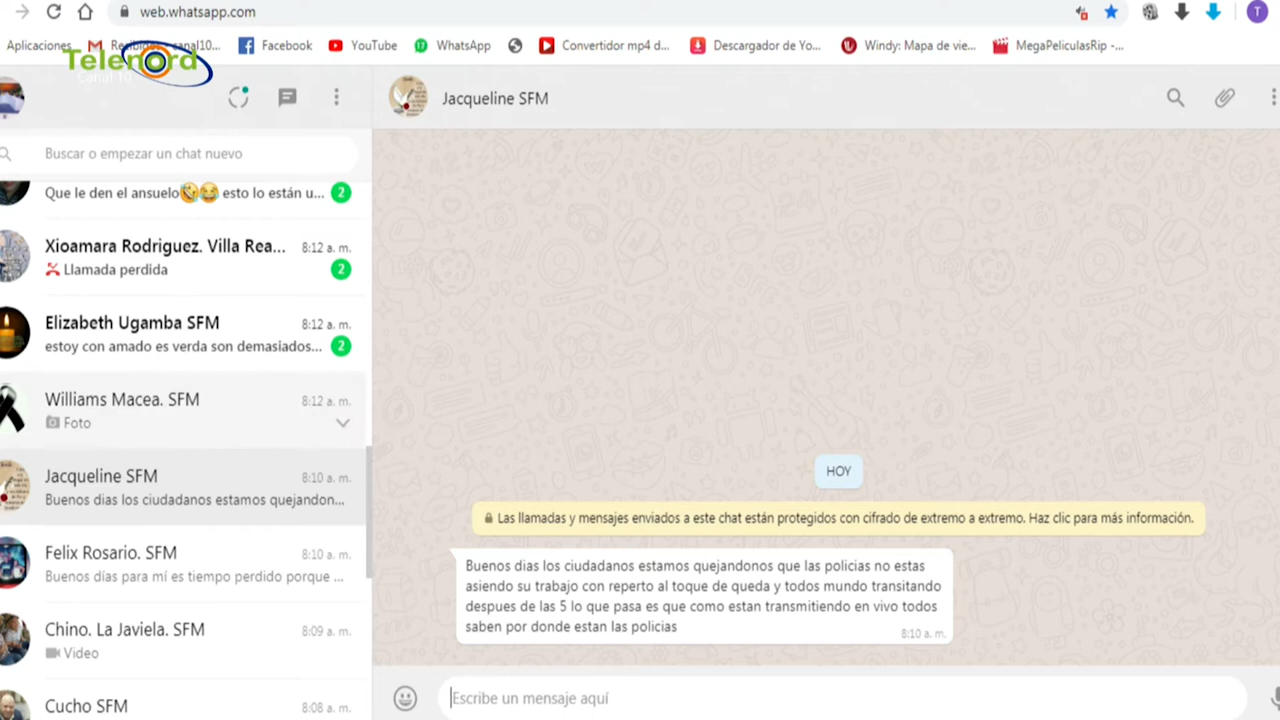 web.whatsapp.com
T
Aplicaciones
Recibidos - canal10...
Facebook
YouTube
WhatsApp
Convertidor mp4 d...
Descargador de Yo...
Windy: Mapa de vie...
MegaPeliculasRip -...
Telenord
Canal 10
Buscar o empezar un chat nuevo
Que le den el ansuelo🤣😂 esto lo están u...
2
Xioamara Rodriguez. Villa Rea...
8:12 a. m.
Llamada perdida
2
Elizabeth Ugamba SFM
8:12 a. m.
estoy con amado es verda son demasiados...
2
Williams Macea. SFM
8:12 a. m.
Foto
Jacqueline SFM
8:10 a. m.
Buenos dias los ciudadanos estamos quejandon...
Felix Rosario. SFM
8:10 a. m.
Buenos días para mí es tiempo perdido porque ...
Chino. La Javiela. SFM
8:09 a. m.
Video
Cucho SFM
8:08 a. m.
Jacqueline SFM
HOY
Las llamadas y mensajes enviados a este chat están protegidos con cifrado de extremo a extremo. Haz clic para más información.
Buenos dias los ciudadanos estamos quejandonos que las policias no estas
asiendo su trabajo con reperto al toque de queda y todos mundo transitando
despues de las 5 lo que pasa es que como estan transmitiendo en vivo todos
saben por donde estan las policias
8:10 a. m.
Escribe un mensaje aquí